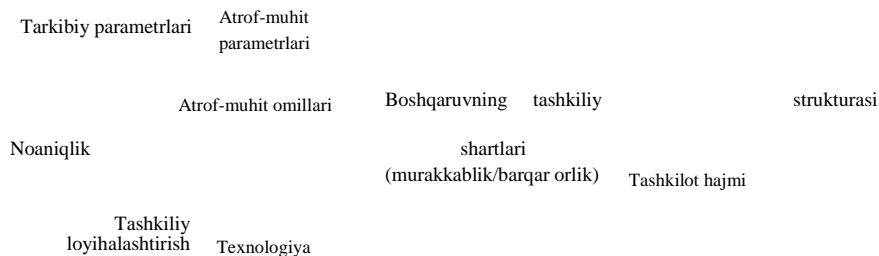 Tarkibiy parametrlari
Atrof-muhit
parametrlari
Atrof-muhit omillari
Boshqaruvning tashkiliy strukturasi
Noaniqlik
shartlari
(murakkablik/barqar orlik)
Tashkilot hajmi
Tashkiliy
loyihalashtirish
Texnologiya